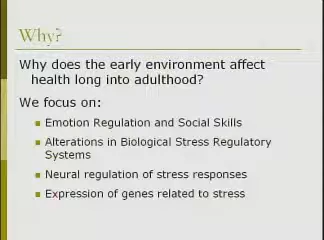 Why?
Why does the early environment affect
health long into adulthood?
We focus on:
Emotion Regulation and Social Skills
Alterations in Biological Stress Regulatory
Systems
Neural regulation of stress responses
Expression of genes related to stress